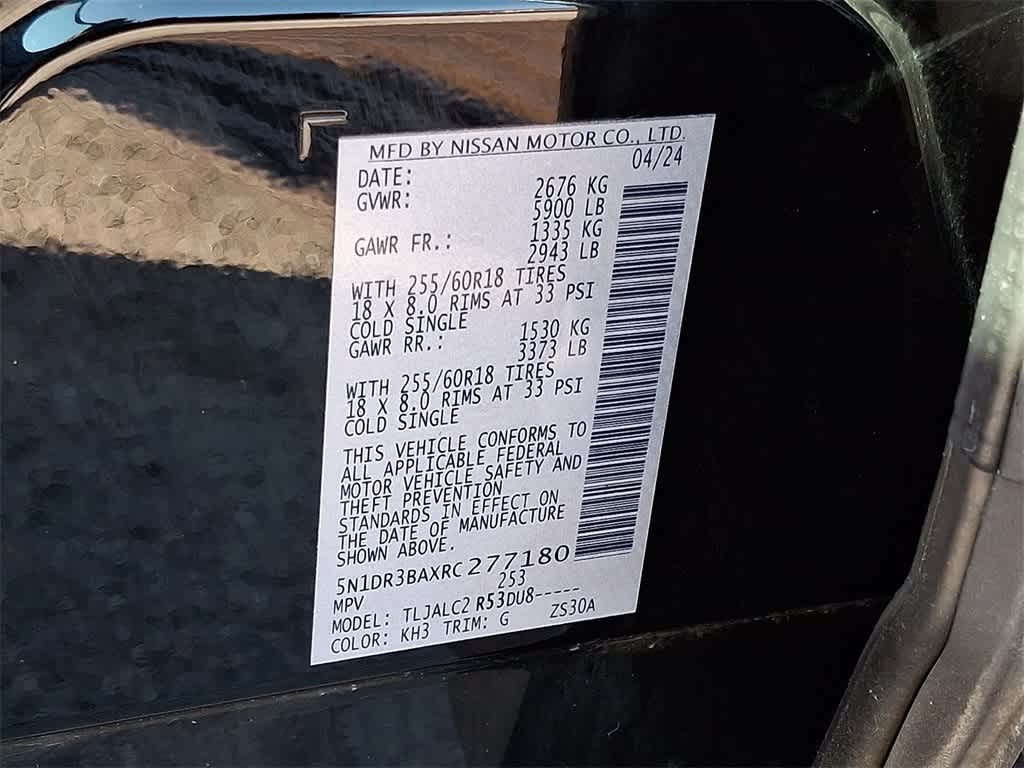 MFD BY NISSAN MOTOR CO., LTD.
DATE: 04/24
GVWR: 2676 KG
5900 LB
GAWR FR.: 1335 KG
2943 LB
WITH 255/60R18 TIRES
18 X 8.0 RIMS AT 33 PSI
COLD SINGLE
GAWR RR.: 1530 KG
3373 LB
WITH 255/60R18 TIRES
18 X 8.0 RIMS AT 33 PSI
COLD SINGLE
THIS VEHICLE CONFORMS TO
ALL APPLICABLE FEDERAL
MOTOR VEHICLE SAFETY AND
THEFT PREVENTION
STANDARDS IN EFFECT ON
THE DATE OF MANUFACTURE
SHOWN ABOVE.
5N1DR3BAXRC277180
MPV 253
MODEL: TLJALC2 R53DU8-----
COLOR: KH3 TRIM: G ZS30A